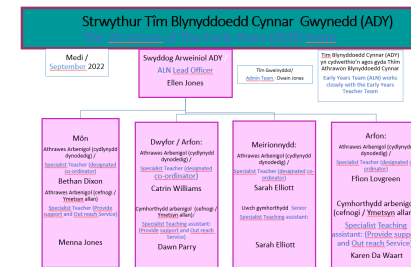 Strwythur Tîm Blynyddoedd Cynnar Gwynedd (ADY)
Medi /
September 2022
Swyddog Arweiniol ADY
ALN Lead Officer
Ellen Jones
Tîm Gweinyddol/
Admin Team : Owain Jones
Tîm Blynyddoedd Cynnar (ADY)
yn cydweithio'n agos gyda Thîm
Athrawon Blynyddoedd Cynnar
Early Years Team (ALN) works
closely with the Early Years
Teacher Team
Môn
Athrawes Arbenigol (cydlynydd
dynodedig) /
Specialist Teacher (designated
co-ordinator)
Bethan Dixon
Athrawes Arbenigol (cefnogi /
Ymestyn allan)
Specialist Teacher (Provide
support and Out reach Service)
Menna Jones
Dwyfor / Arfon:
Athrawes Arbenigol (cydlynydd
dynodedig) /
Specialist Teacher (designated
co-ordinator)
Catrin Williams
Athrawes Arbenigol (cefnogi /
Ymetsyn allan)/
Specialist Teaching assistant:
(Provide support and Out reach
Service)
Dawn Parry
Meirionnydd:
Athrawes Arbenigol (cydlynydd
dynodedig) /
Specialist Teacher (designated
co-ordinator)
Sarah Elliott
Uwch gymhorthydd Senior
Specialist Teaching assistant:
Sarah Elliott
Arfon:
Athrawes Arbenigol (cydlynydd
dynodedig) /
Specialist Teacher (designated
co-ordinator)
Ffion Lovgreen
Cymhorthydd arbenigol
(cefnogi / Ymetsyn allan)
Specialist Teaching
assistant: (Provide support
and Out reach Service)
Karen Da Waart